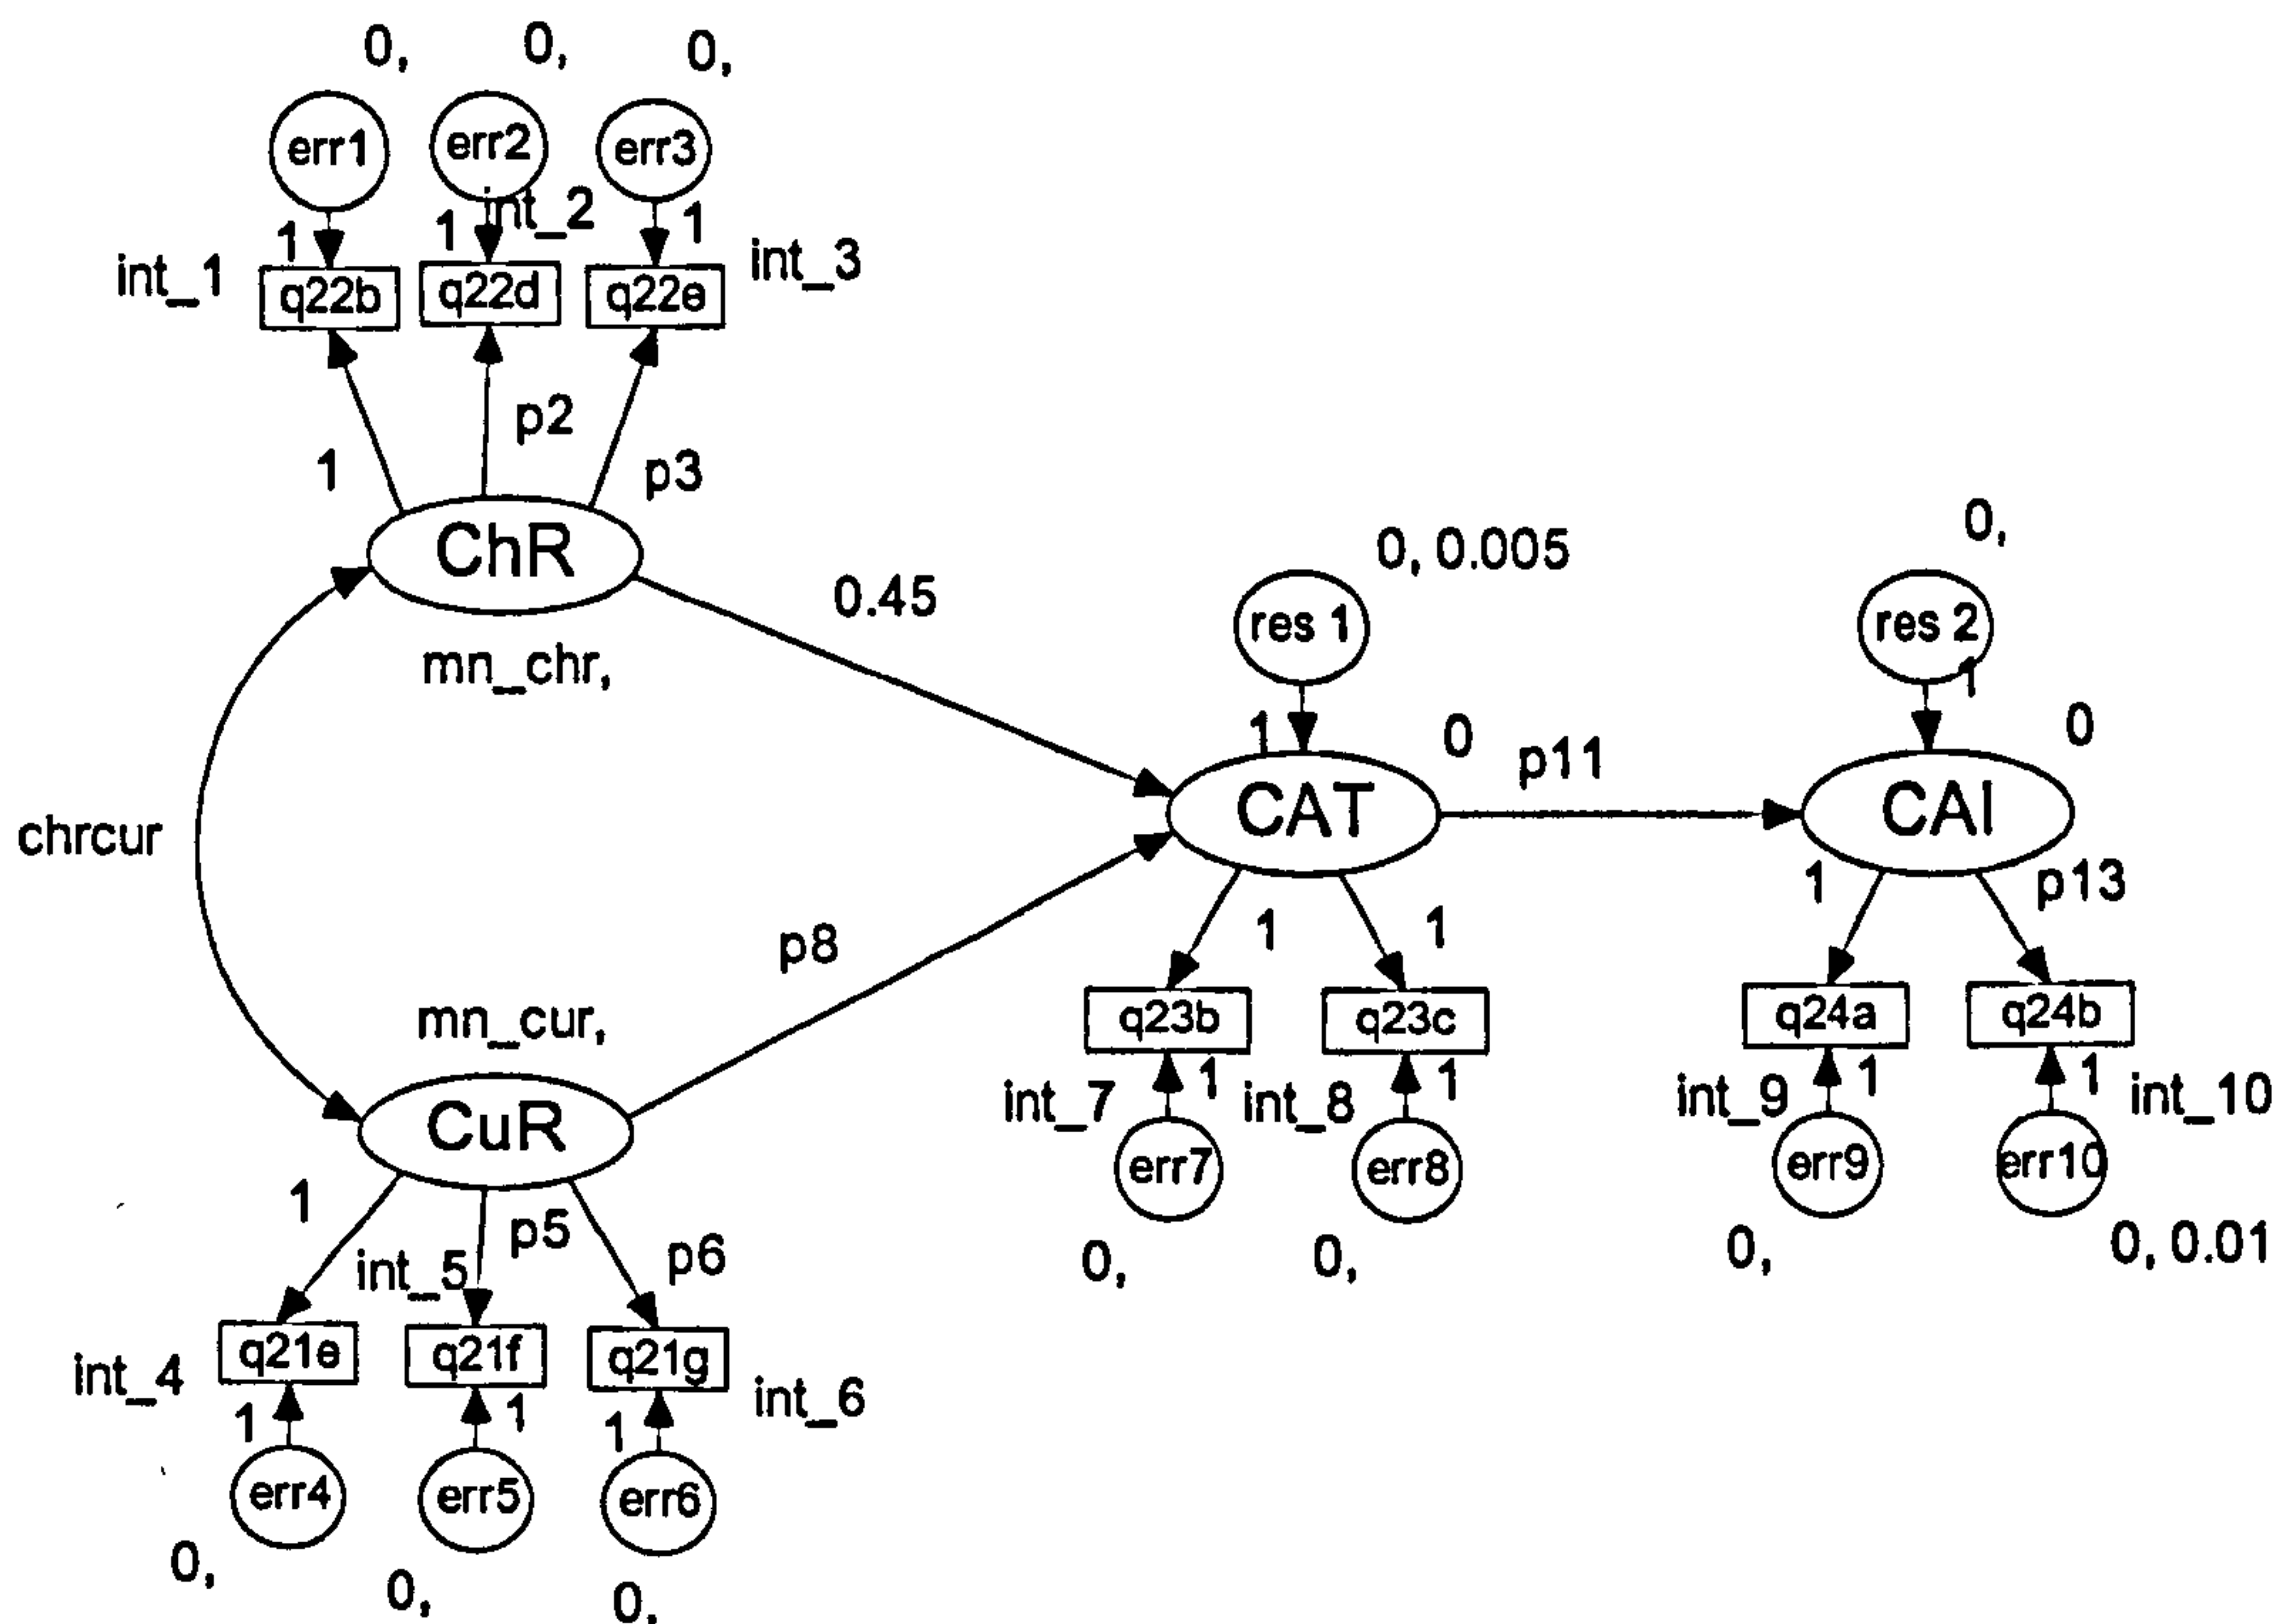 0, 0, 0,
err1 err2 err3
int_2
1 1 1
int_1 q22b q22d q22e int_3
1 p2 p3
ChR
mn_chr,
0.45
0, 0.005
0,
res 1 res 2
1
1 0 p11 0
CAT CAI
chrcur
1 p13
p8
1 1
mn_cur,
q23b q23c q24a q24b
1 1 1 1
int_7 int_8 int_9 int_10
CuR
err7 err8 err9 err10
0, 0, 0, 0, 0.01
1 p5 p6
int_5
q21e q21f q21g
int_4 int_6
1 1 1
err4 err5 err6
0, 0, 0,